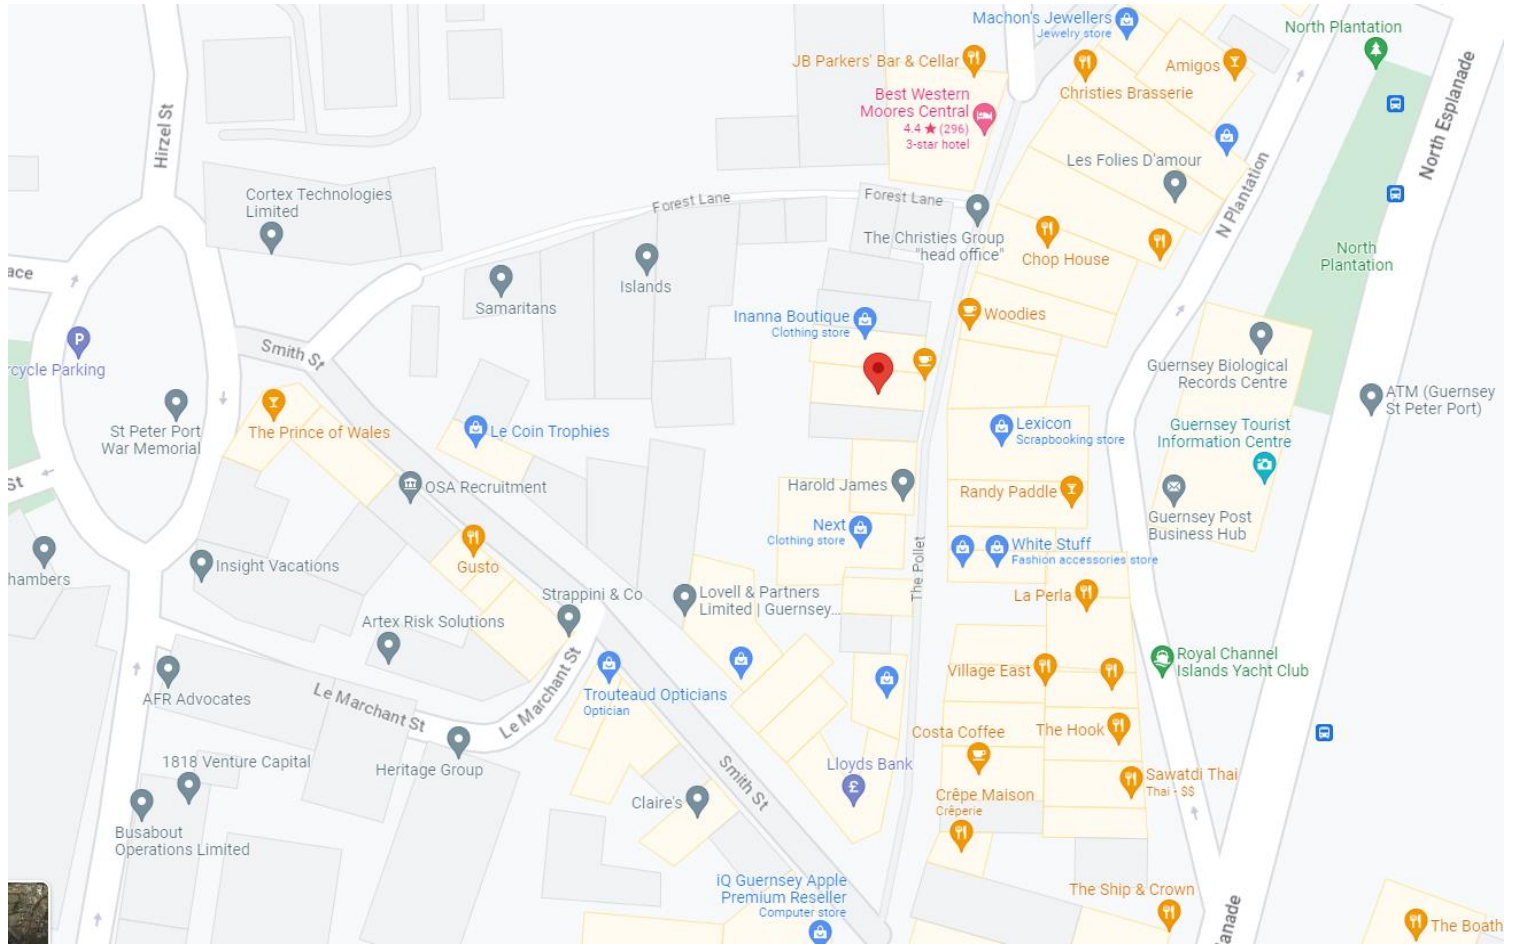 Machon's Jewellers
Jewelry store
North Plantation
JB Parkers' Bar & Cellar
Christies Brasserie
Amigos
Best Western
Moores Central
4.4 ★ (296)
3-star hotel
North Esplanade
Hirzel St
Les Folies D'amour
Cortex Technologies
Limited
Forest Lane
Forest Lane
N Plantation
The Christies Group
"head office"
Chop House
North
Plantation
ace
Samaritans
Islands
Inanna Boutique
Clothing store
Woodies
Smith St
rcycle Parking
Guernsey Biological
Records Centre
ATM (Guernsey
St Peter Port)
St Peter Port
War Memorial
The Prince of Wales
Le Coin Trophies
Lexicon
Scrapbooking store
Guernsey Tourist
Information Centre
St
OSA Recruitment
Harold James
Randy Paddle
Next
Clothing store
Guernsey Post
Business Hub
White Stuff
Fashion accessories store
hambers
Insight Vacations
Gusto
The Pollet
Strappini & Co
Lovell & Partners
Limited | Guernsey...
La Perla
Artex Risk Solutions
Royal Channel
Islands Yacht Club
AFR Advocates
Le Marchant St
Le Marchant St
Trouteaud Opticians
Optician
Village East
Costa Coffee
The Hook
1818 Venture Capital
Heritage Group
Smith St
Lloyds Bank
£
Sawatdi Thai
Thai - $$
Claire's
Crêpe Maison
Crêperie
Busabout
Operations Limited
iQ Guernsey Apple
Premium Reseller
Computer store
The Ship & Crown
anade
The Boath
P